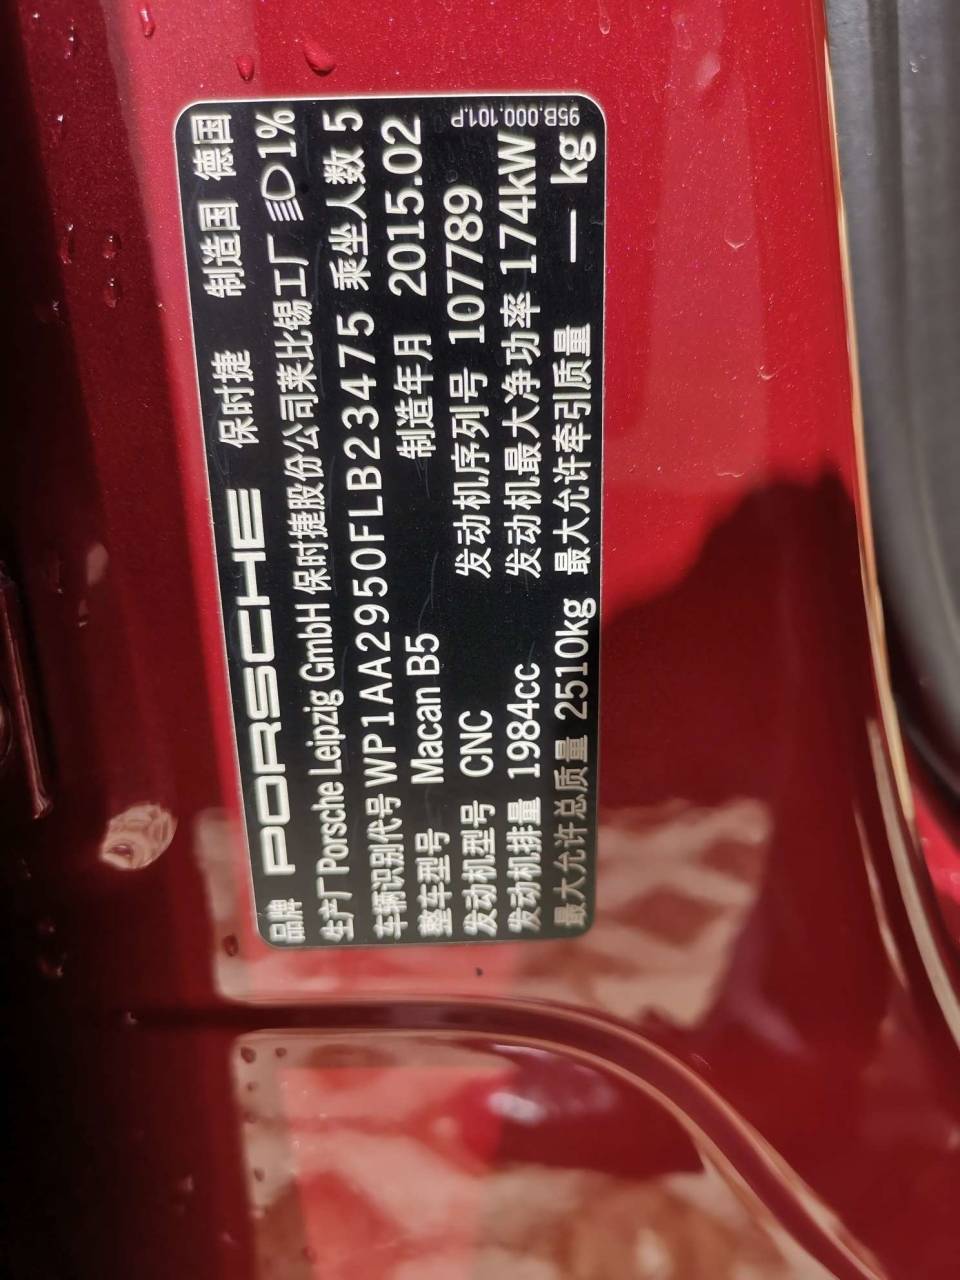 品牌 PORSCHE 保时捷 制造国 德国
生产厂 Porsche Leipzig GmbH 保时捷股份公司莱比锡工厂 1%
车辆识别代号 WP1AA2950FLB23475 乘坐人数 5
整车型号 Macan B5 制造年月 2015.02
发动机型号 CNC 发动机序列号 107789
发动机排量 1984cc 发动机最大净功率 174kW
最大允许总质量 2510kg 最大允许牵引质量 — kg
95B.000.101.P